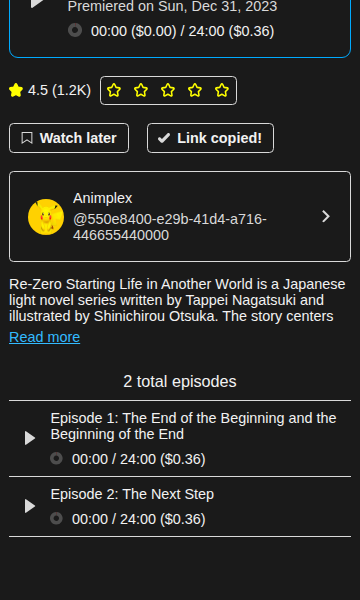 Premiered on Sun, Dec 31, 2023
00:00 ($0.00) / 24:00 ($0.36)
4.5 (1.2K)
Watch later
Link copied!
Animplex
@550e8400-e29b-41d4-a716-
446655440000
Re-Zero Starting Life in Another World is a Japanese
light novel series written by Tappei Nagatsuki and
illustrated by Shinichirou Otsuka. The story centers
Read more
2 total episodes
Episode 1: The End of the Beginning and the
Beginning of the End
00:00 / 24:00 ($0.36)
Episode 2: The Next Step
00:00 / 24:00 ($0.36)